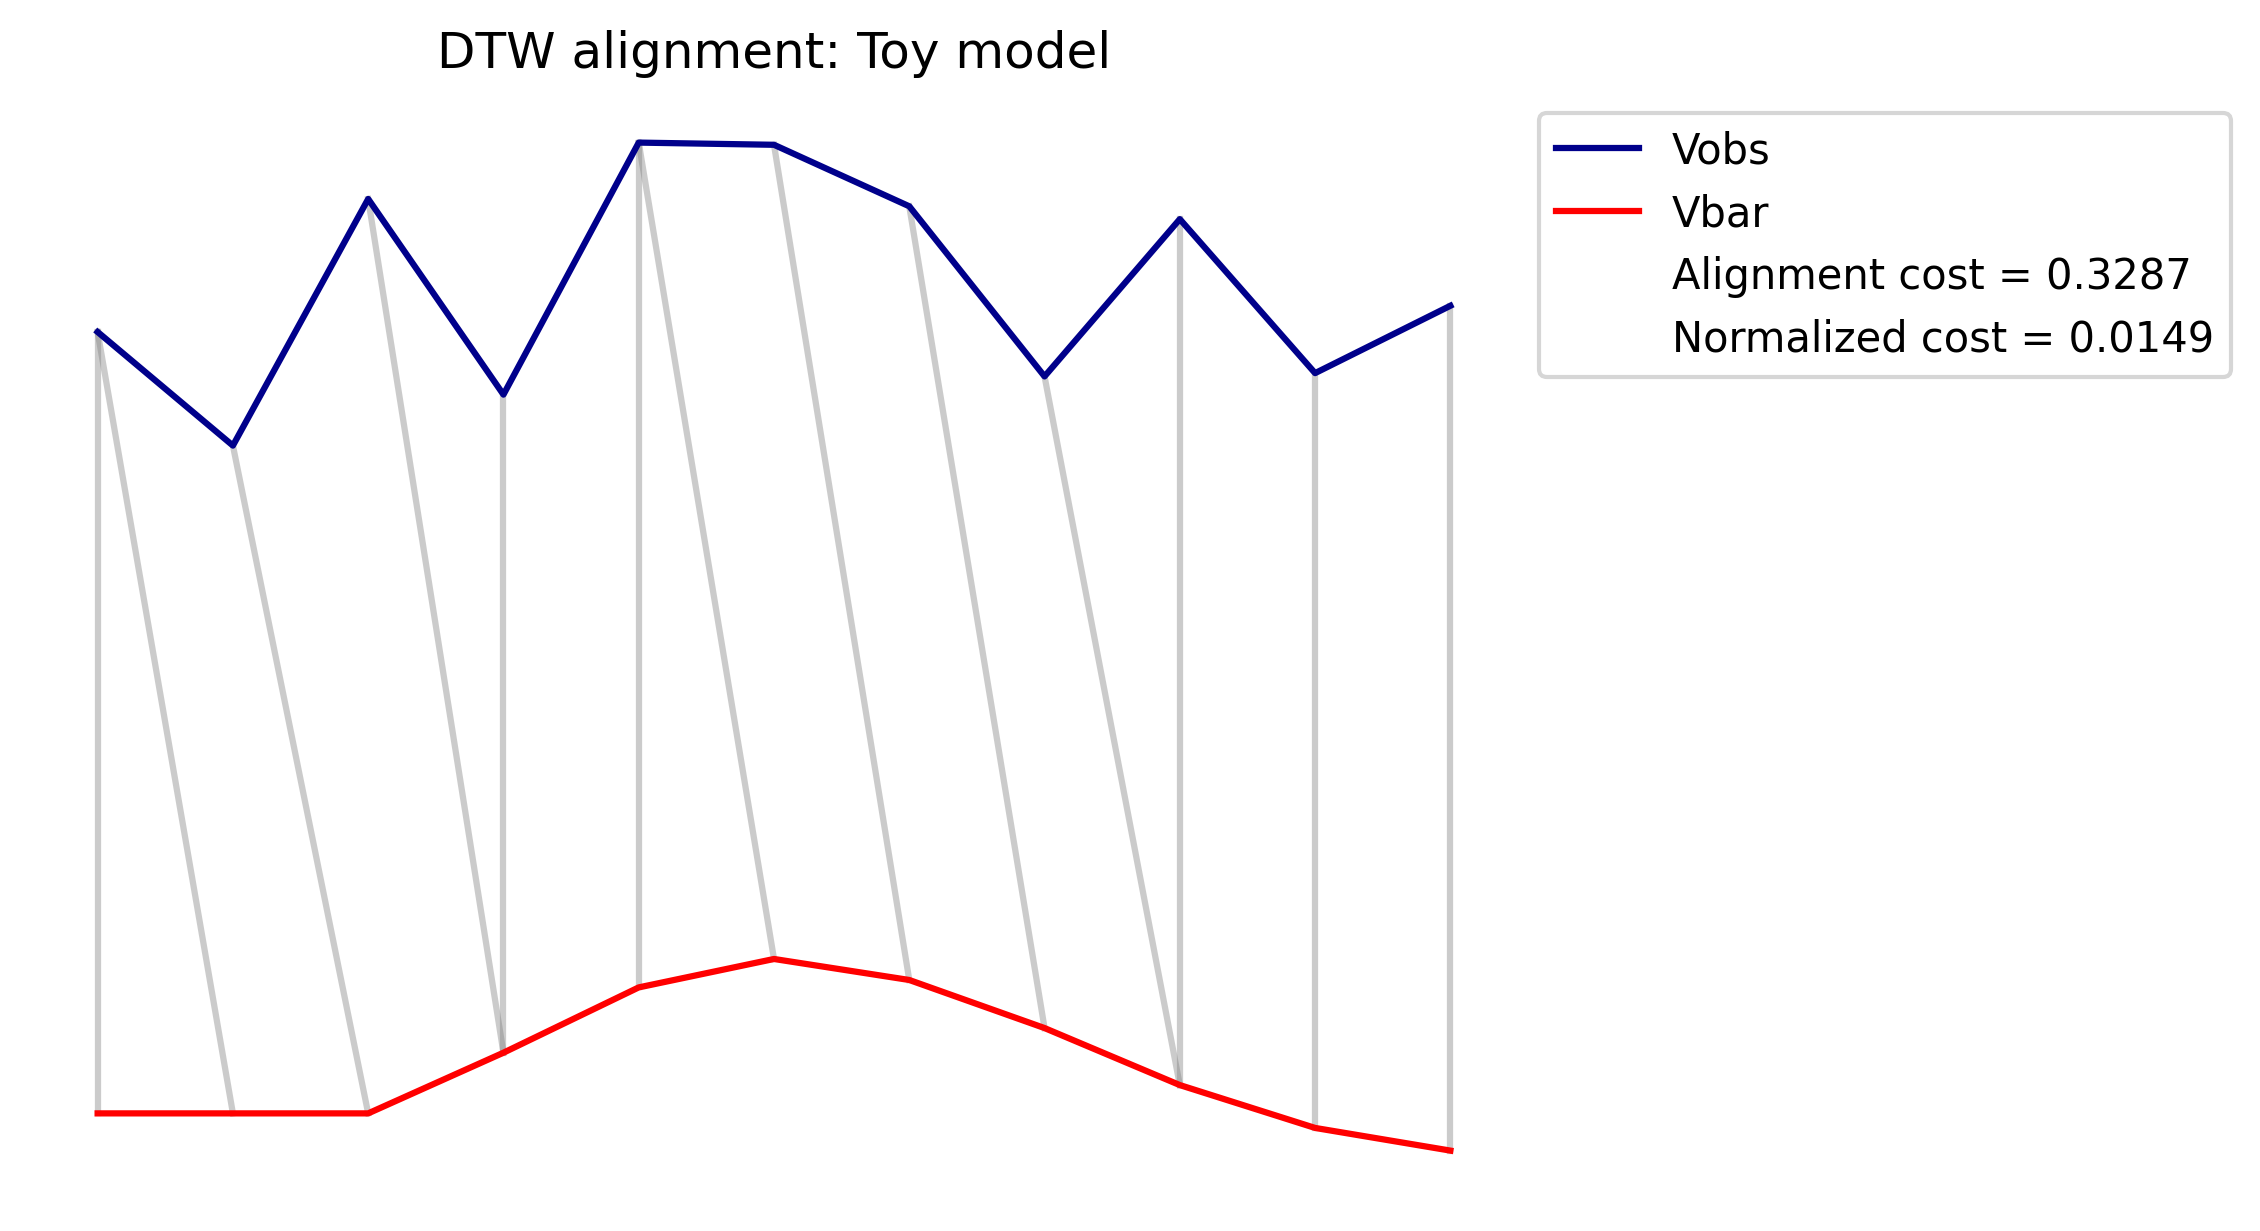 DTW alignment: Toy model
Vobs
Vbar
Alignment cost = 0.3287
Normalized cost = 0.0149